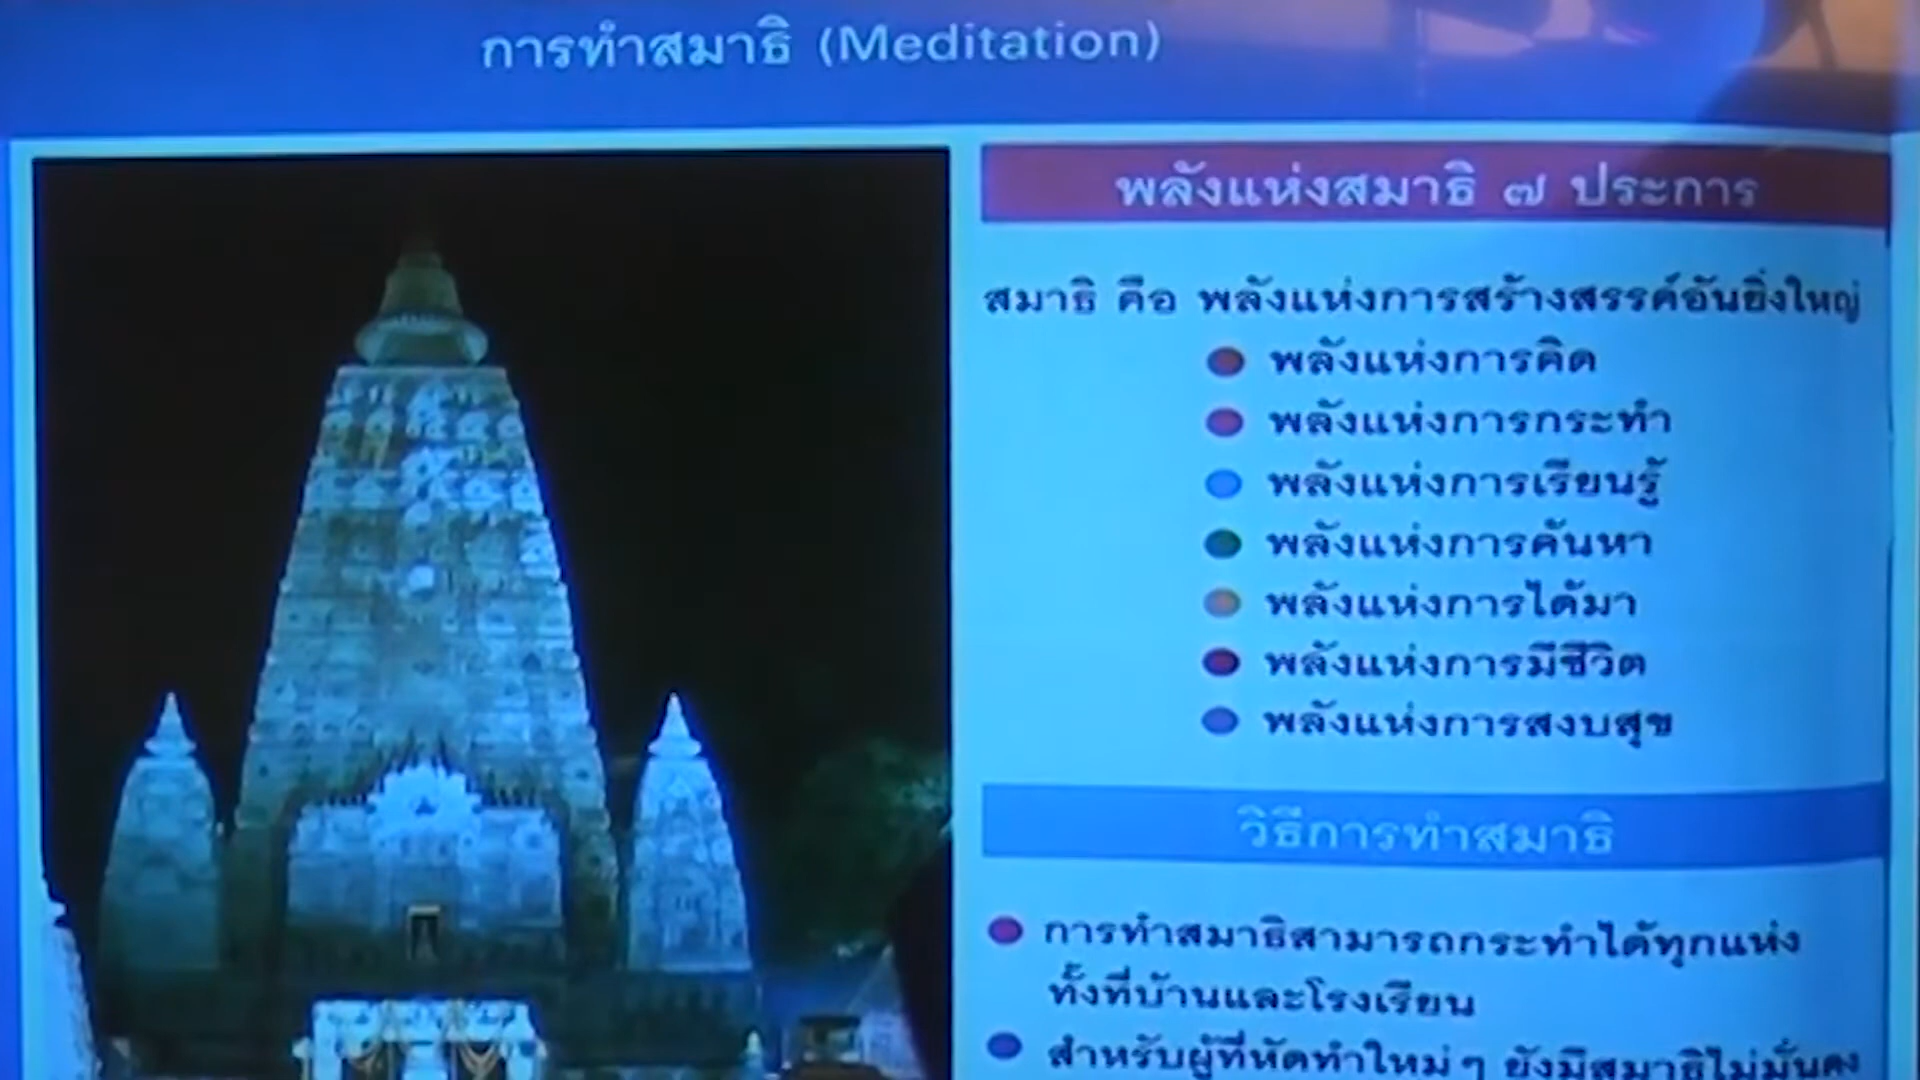 การทำสมาธิ (Meditation)
พลังแห่งสมาธิ ๗ ประการ
สมาธิ คือ พลังแห่งการสร้างสรรค์อันยิ่งใหญ่
พลังแห่งการคิด
พลังแห่งการกระทำ
พลังแห่งการเรียนรู้
พลังแห่งการค้นหา
พลังแห่งการได้มา
พลังแห่งการมีชีวิต
พลังแห่งการสงบสุข
วิธีการทำสมาธิ
การทำสมาธิสามารถกระทำได้ทุกแห่ง
ทั้งที่บ้านและโรงเรียน
สำหรับผู้ที่หัดทำใหม่ ๆ ยังมีสมาธิไม่มั่นคง